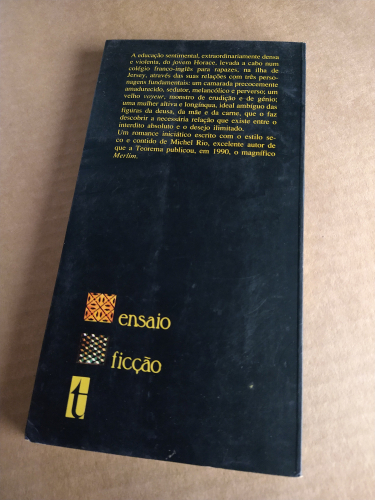 A educação sentimental, extraordinariamente densa
e violenta, do jovem Horace, levada a cabo num
colégio franco-inglês para rapazes, na ilha de
Jersey, através das suas relações com três perso-
nagens fundamentais: um camarada precocemente
amadurecido, sedutor, melancólico e perverso; um
velho voyeur, monstro de erudição e de génio;
uma mulher altiva e longínqua, ideal ambíguo das
figuras da deusa, da mãe e da carne, que o faz
descobrir a necessária relação que existe entre o
interdito absoluto e o desejo ilimitado.
Um romance iniciático escrito com o estilo se-
co e contido de Michel Rio, excelente autor de
que a Teorema publicou, em 1990, o magnífico
Merlim.
ensaio
ficção
t